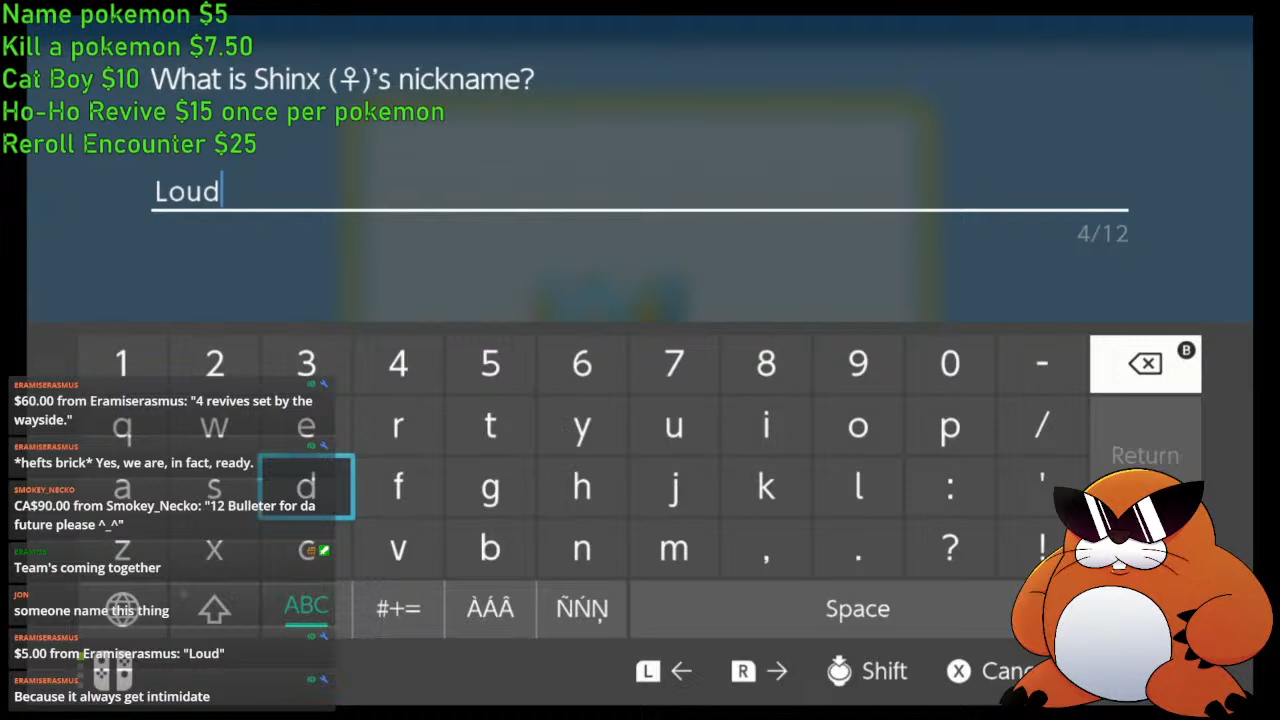 Name pokemon $5
Kill a pokemon $7.50
Cat Boy $10
What is Shinx (♀)'s nickname?
Ho-Ho Revive $15 once per pokemon
Reroll Encounter $25
Loud
4/12
1 2 3 4 5 6 7 8 9 0 - B
q w e r t y u i o p / Return
a s d f g h j k l : '
z x c v b n m , . ? !
ABC #+= ÀÁÂ ÑŃŅ Space
L ← R → Shift X Canc
ERAMISERASMUS
$60.00 from Eramiserasmus: "4 revives set by the
wayside."
ERAMISERASMUS
*hefts brick* Yes, we are, in fact, ready.
SMOKEY_NECKO
CA$90.00 from Smokey_Necko: "12 Bulleter for da
future please ^_^"
Team's coming together
JON
someone name this thing
ERAMISERASMUS
$5.00 from Eramiserasmus: "Loud"
ERAMISERASMUS
Because it always get intimidate